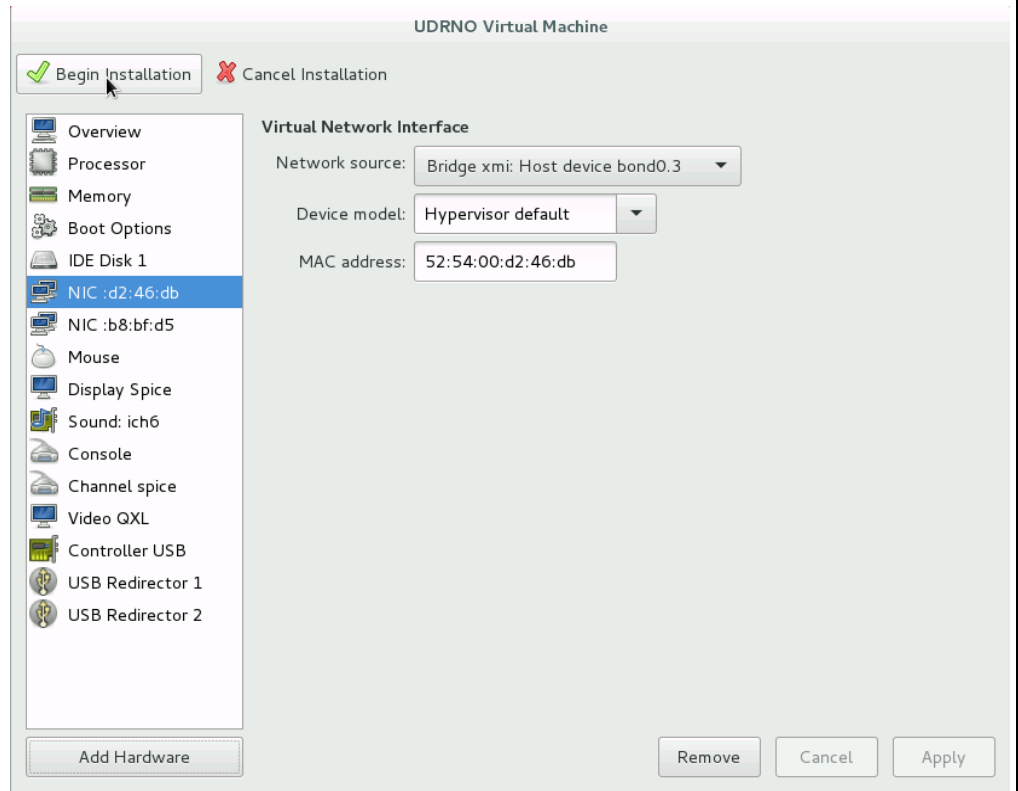 UDRNO Virtual Machine
Begin Installation
Cancel Installation
Overview
Processor
Memory
Boot Options
IDE Disk 1
NIC :d2:46:db
NIC :b8:bf:d5
Mouse
Display Spice
Sound: ich6
Console
Channel spice
Video QXL
Controller USB
USB Redirector 1
USB Redirector 2
Add Hardware
Virtual Network Interface
Network source: Bridge xmi: Host device bond0.3
Device model: Hypervisor default
MAC address: 52:54:00:d2:46:db
Remove
Cancel
Apply